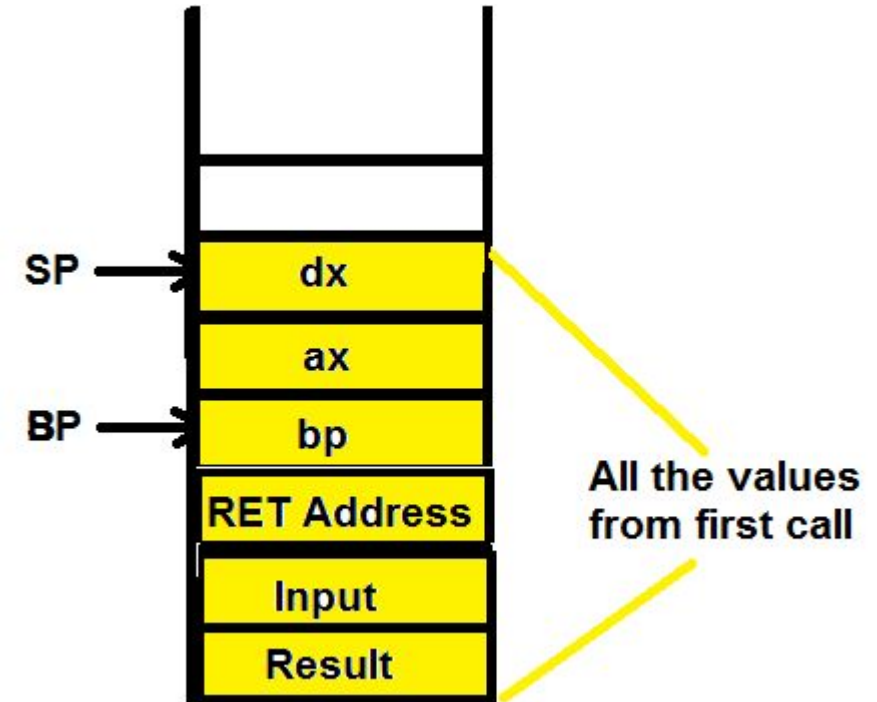 SP
dx
ax
BP
bp
RET Address
All the values
from first call
Input
Result